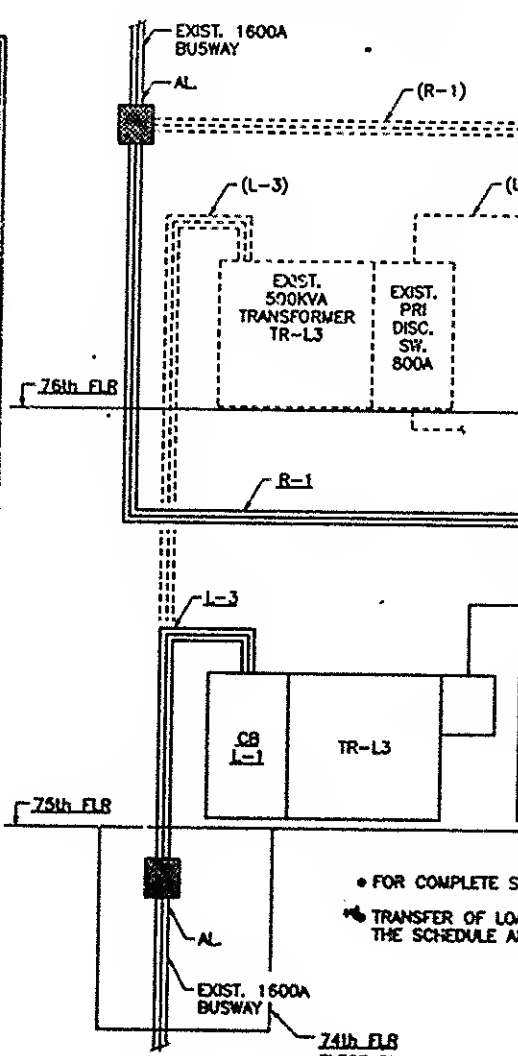 EXIST. 1600A
BUSWAY
AL.
(R-1)
(L-3)
EXIST.
500KVA
TRANSFORMER
TR-L3
EXIST.
PRI
DISC.
SW.
800A
76th FLR
R-1
L-3
CB
L-1
TR-L3
75th FLR
• FOR COMPLETE S
TRANSFER OF LOA
THE SCHEDULE A
AL.
EXIST. 1600A
BUSWAY
74th FLR